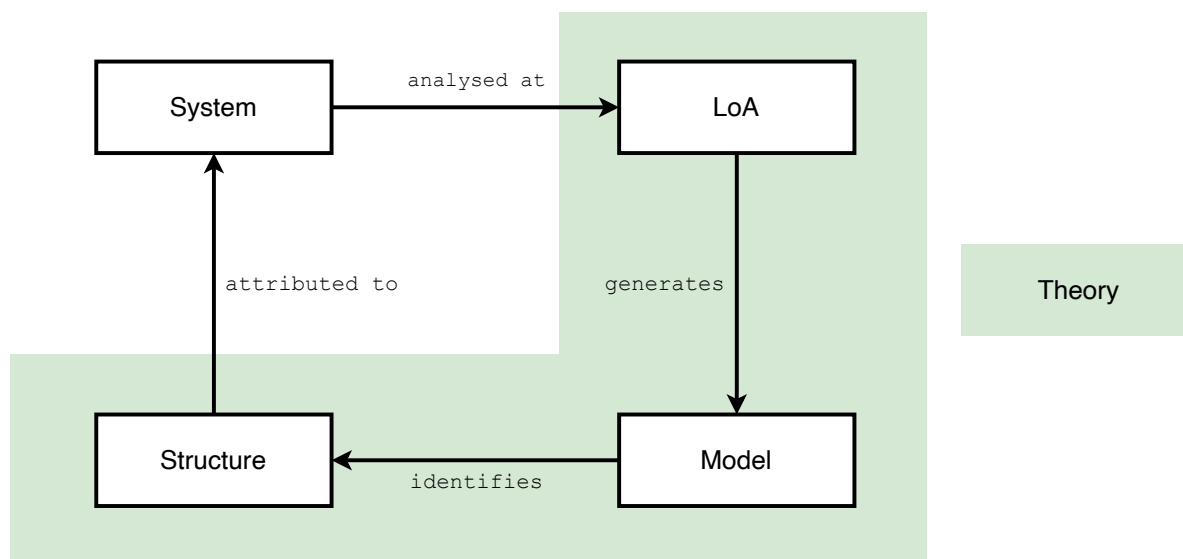 System
analysed at
LoA
attributed to
generates
Theory
Structure
identifies
Model